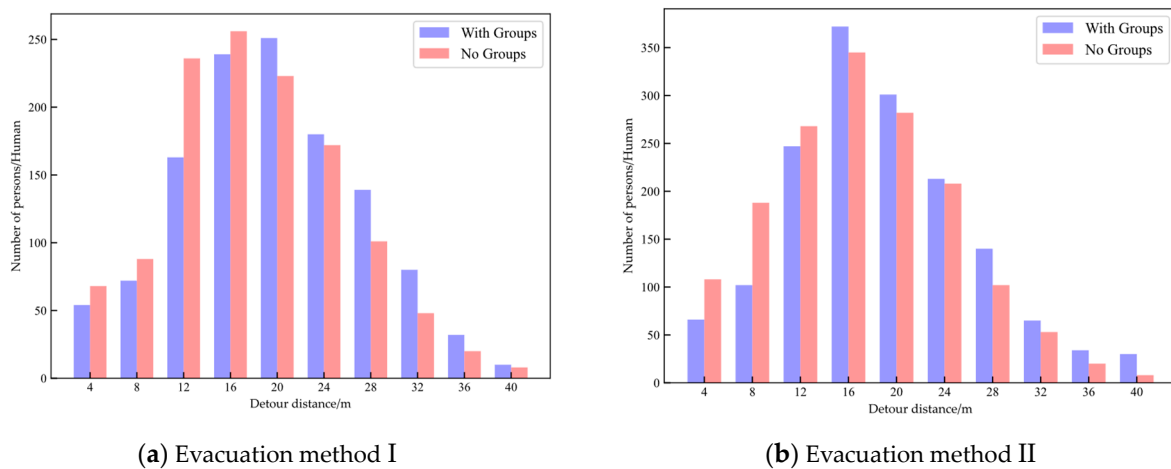 With Groups
No Groups
250
200
150
100
50
0
Number of persons/Human
4 8 12 16 20 24 28 32 36 40
Detour distance/m
(a) Evacuation method I
With Groups
No Groups
350
300
250
200
150
100
50
0
Number of persons/Human
4 8 12 16 20 24 28 32 36 40
Detour distance/m
(b) Evacuation method II